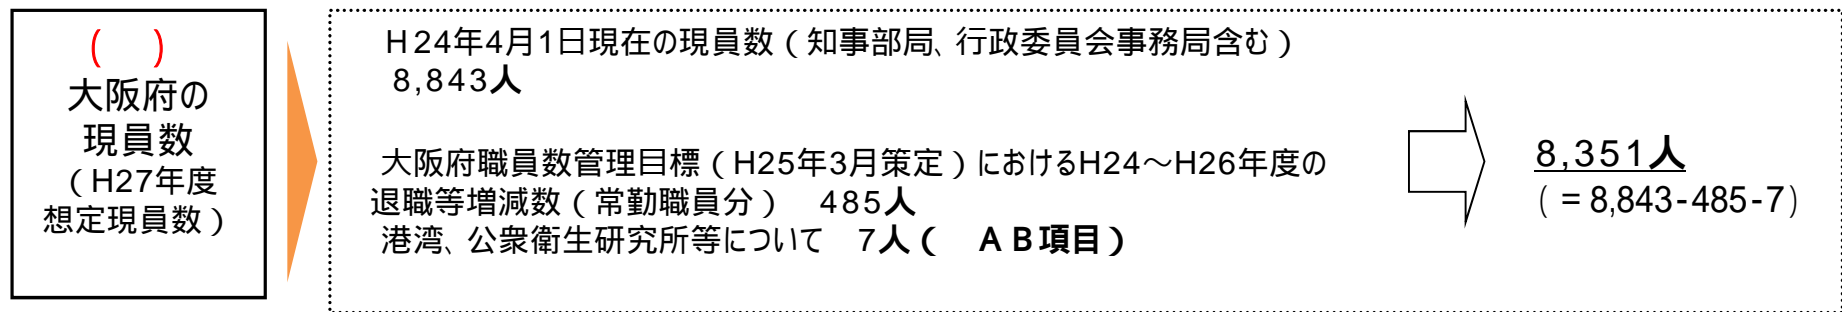 (　)
大阪府の
現員数
（H27年度
想定現員数）
H24年4月1日現在の現員数（知事部局、行政委員会事務局含む）
8,843人
大阪府職員数管理目標（H25年3月策定）におけるH24～H26年度の
退職等増減数（常勤職員分）　485人
港湾、公衆衛生研究所等について　7人（　ＡＢ項目）
8,351人
（＝8,843-485-7）